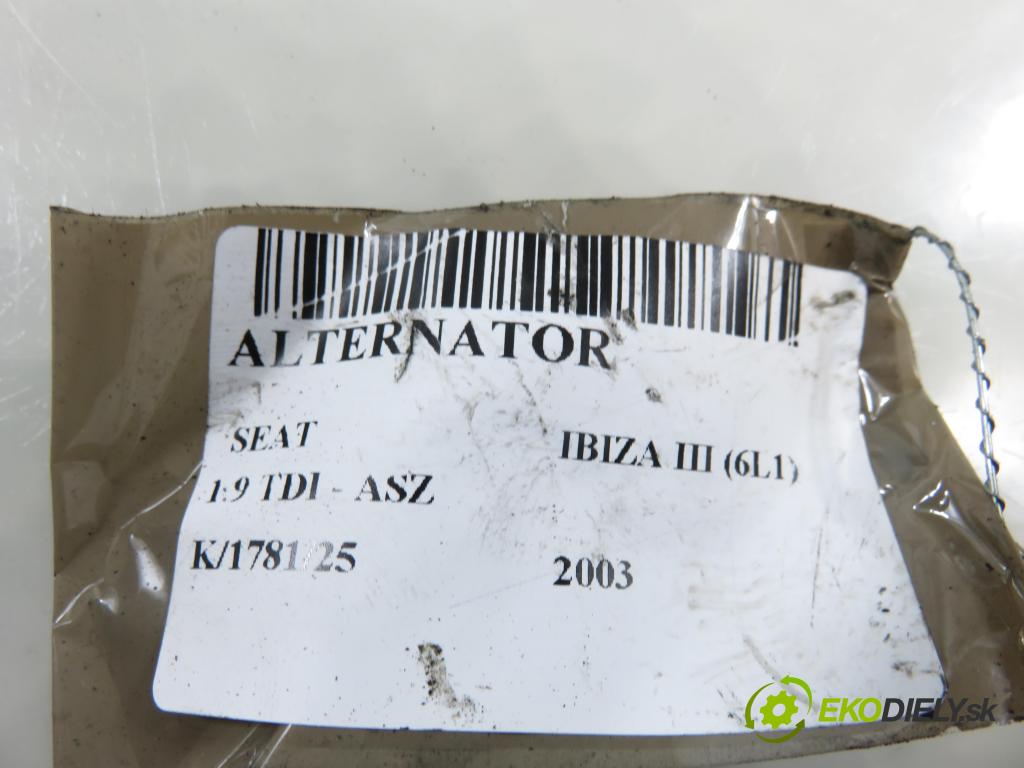 ALTERNATOR
SEAT IBIZA III (6L1)
1.9 TDI - ASZ
K/1781/25 2003
EKODIELY.sk